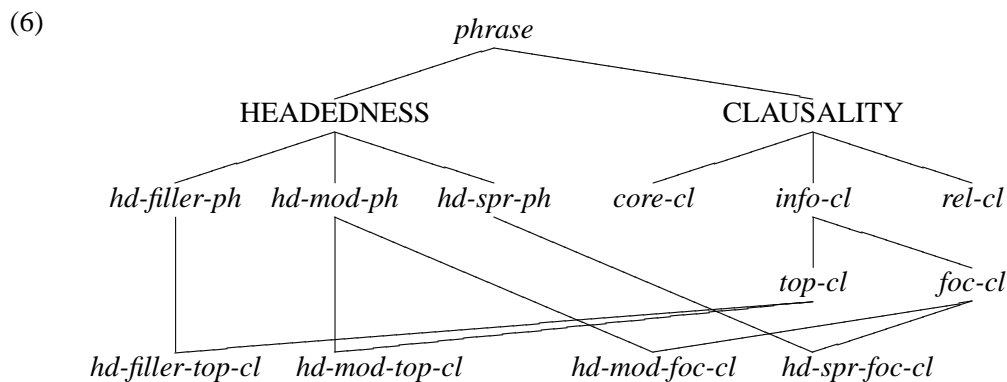 (6)
phrase
HEADEDNESS CLAUSALITY
hd-filler-ph hd-mod-ph hd-spr-ph core-cl info-cl rel-cl
top-cl foc-cl
hd-filler-top-cl hd-mod-top-cl hd-mod-foc-cl hd-spr-foc-cl